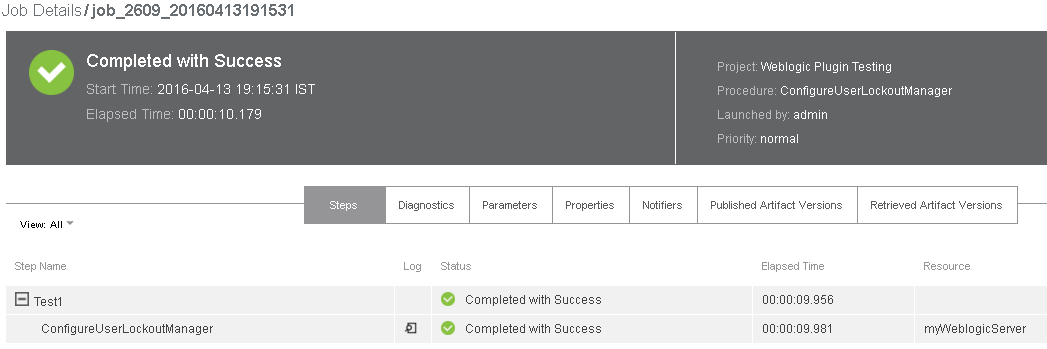 Job Details / job_2609_20160413191531
Completed with Success
Start Time: 2016-04-13 19:15:31 IST
Elapsed Time: 00:00:10.179
Project: Weblogic Plugin Testing
Procedure: ConfigureUserLockoutManager
Launched by: admin
Priority: normal
Steps Diagnostics Parameters Properties Notifiers Published Artifact Versions Retrieved Artifact Versions
View: All
Step Name Log Status Elapsed Time Resource
Test1 Completed with Success 00:00:09.956
ConfigureUserLockoutManager Completed with Success 00:00:09.981 myWeblogicServer